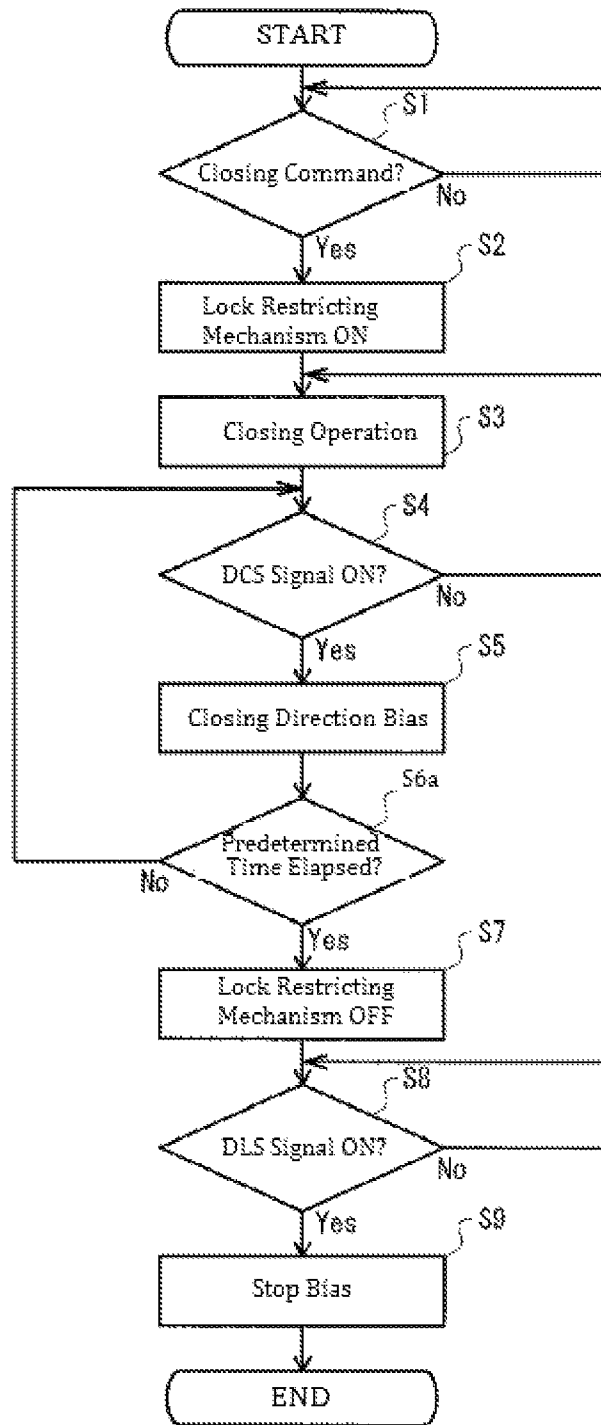 START
S1
Closing Command?
No
Yes
S2
Lock Restricting
Mechanism ON
Closing Operation
S3
S4
DCS Signal ON?
No
Yes
S5
Closing Direction Bias
S6a
Predetermined
Time Elapsed?
No
Yes
S7
Lock Restricting
Mechanism OFF
S8
DLS Signal ON?
No
Yes
S9
Stop Bias
END